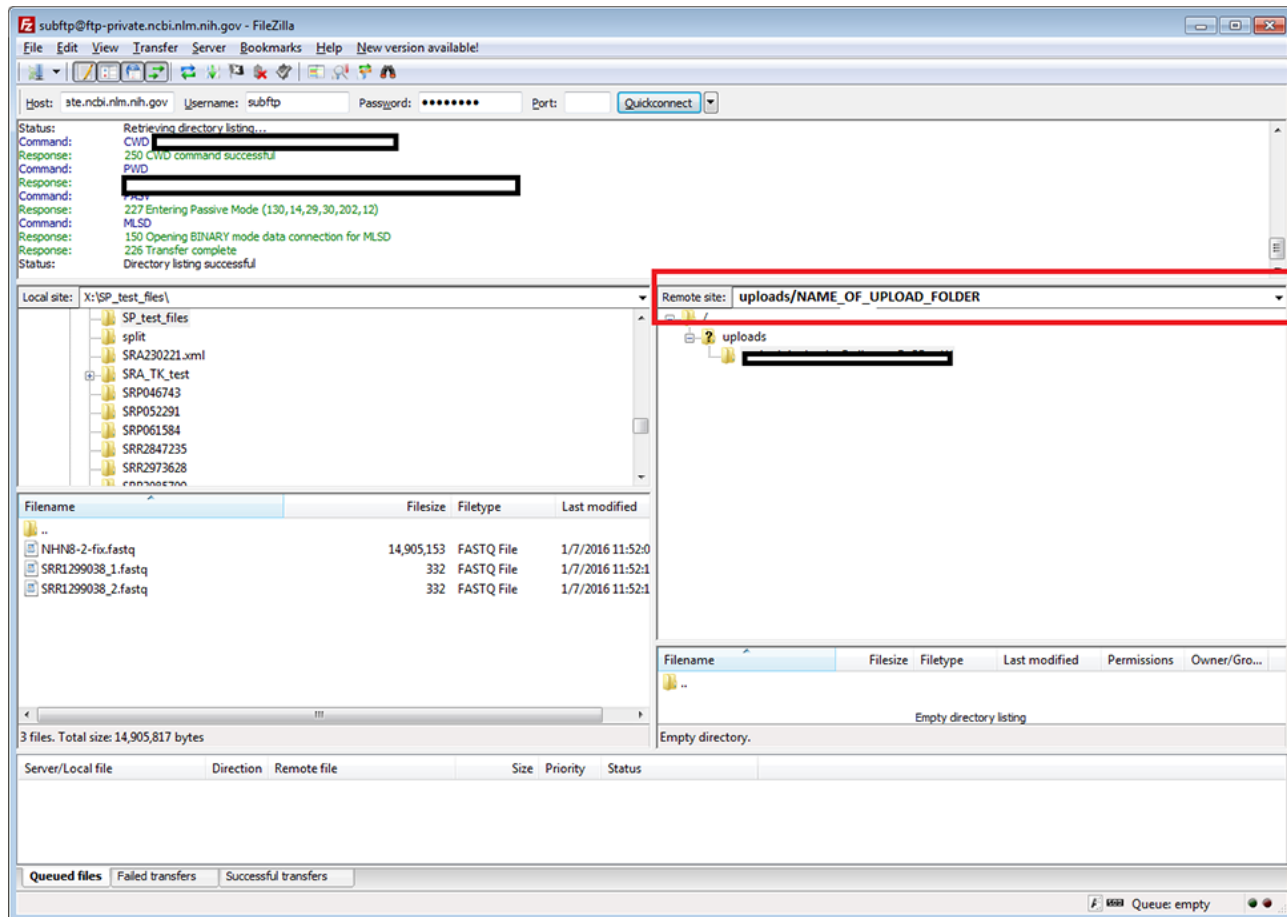 subftp@ftp-private.ncbi.nlm.nih.gov - FileZilla
File Edit View Transfer Server Bookmarks Help New version available!
Host: ate.ncbi.nlm.nih.gov Username: subftp Password: ●●●●●●●● Port: Quickconnect
Status: Retrieving directory listing...
Command: CWD
Response: 250 CWD command successful
Command: PWD
Response:
Command: PASV
Response: 227 Entering Passive Mode (130,14,29,30,202,12)
Command: MLSD
Response: 150 Opening BINARY mode data connection for MLSD
Response: 226 Transfer complete
Status: Directory listing successful
Local site: X:\SP_test_files\
SP_test_files
split
SRA230221.xml
SRA_TK_test
SRP046743
SRP052291
SRP061584
SRR2847235
SRR2973628
Filename Filesize Filetype Last modified
..
NHN8-2-fix.fastq 14,905,153 FASTQ File 1/7/2016 11:52:0
SRR1299038_1.fastq 332 FASTQ File 1/7/2016 11:52:1
SRR1299038_2.fastq 332 FASTQ File 1/7/2016 11:52:1
3 files. Total size: 14,905,817 bytes
Remote site: uploads/NAME_OF_UPLOAD_FOLDER
/
uploads
Filename Filesize Filetype Last modified Permissions Owner/Gro...
..
Empty directory listing
Empty directory.
Server/Local file Direction Remote file Size Priority Status
Queued files Failed transfers Successful transfers
Queue: empty